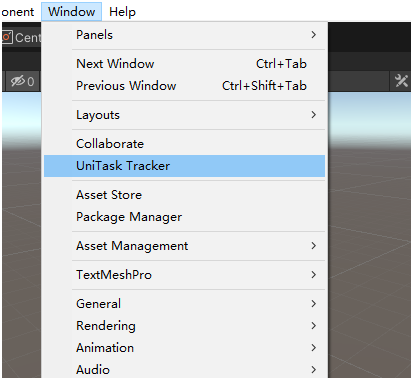 onent Window Help
Cent
0
Panels
Next Window Ctrl+Tab
Previous Window Ctrl+Shift+Tab
Layouts
Collaborate
UniTask Tracker
Asset Store
Package Manager
Asset Management
TextMeshPro
General
Rendering
Animation
Audio